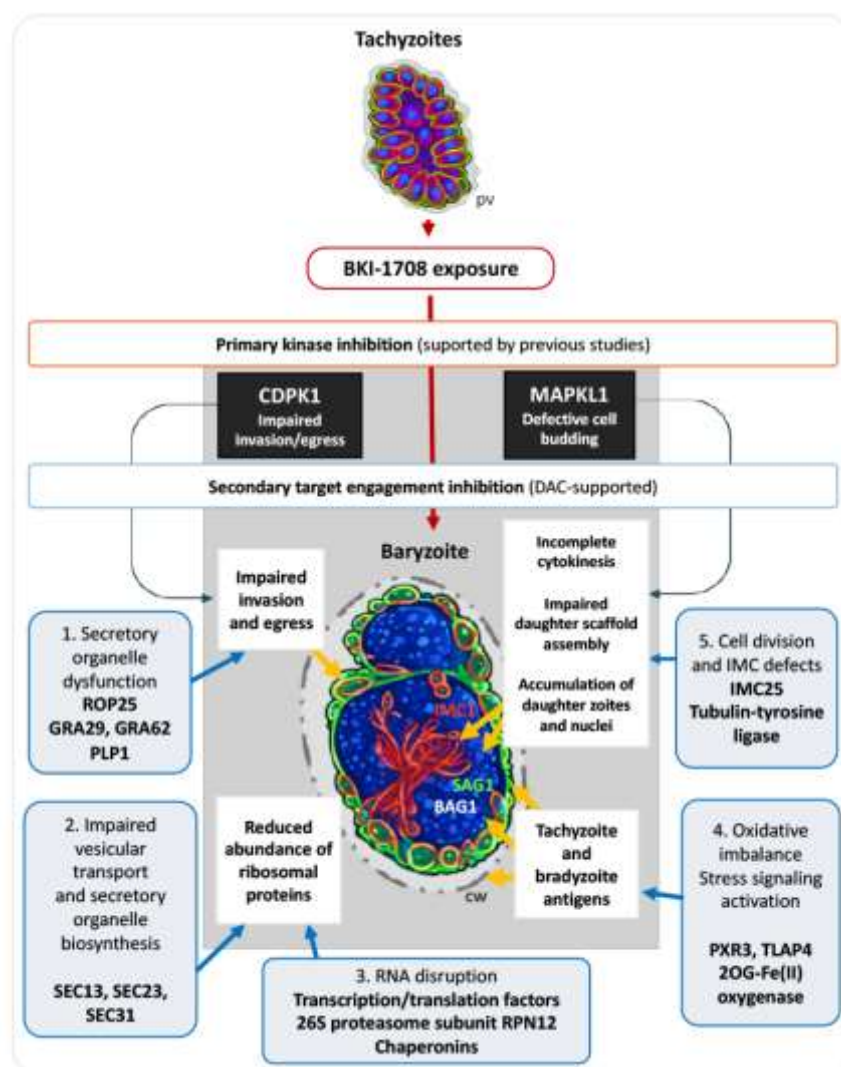 Tachyzoites
pv
BKI-1708 exposure
Primary kinase inhibition (suported by previous studies)
CDPK1
Impaired
invasion/egress
MAPKL1
Defective cell
budding
Secondary target engagement inhibition (DAC-supported)
Baryzoite
Impaired
invasion
and egress
Incomplete
cytokinesis
Impaired
daughter scaffold
assembly
Accumulation of
daughter zoites
and nuclei
1. Secretory
organelle
dysfunction
ROP25
GRA29, GRA62
PLP1
5. Cell division
and IMC defects
IMC25
Tubulin-tyrosine
ligase
IMC1
SAG1
BAG1
cw
2. Impaired
vesicular
transport
and secretory
organelle
biosynthesis
SEC13, SEC23,
SEC31
Reduced
abundance of
ribosomal
proteins
Tachyzoite
and
bradyzoite
antigens
4. Oxidative
imbalance
Stress signaling
activation
PXR3, TLAP4
2OG-Fe(II)
oxygenase
3. RNA disruption
Transcription/translation factors
26S proteasome subunit RPN12
Chaperonins